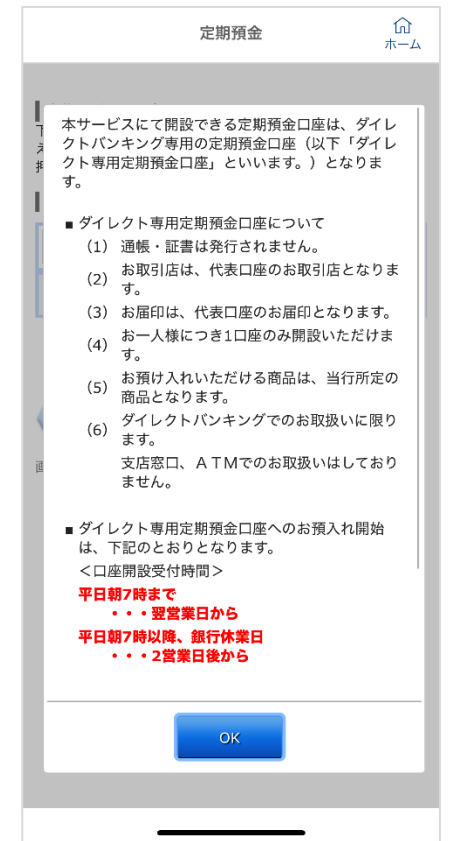 定期預金
ホーム
本サービスにて開設できる定期預金口座は、ダイレ
クトバンキング専用の定期預金口座（以下「ダイレ
クト専用定期預金口座」といいます。）となりま
す。
■ ダイレクト専用定期預金口座について
（1） 通帳・証書は発行されません。
（2） お取引店は、代表口座のお取引店となりま
す。
（3） お届印は、代表口座のお届印となります。
（4） お一人様につき1口座のみ開設いただけま
す。
（5） お預け入れいただける商品は、当行所定の
商品となります。
（6） ダイレクトバンキングでのお取扱いに限り
ます。
支店窓口、ＡＴＭでのお取扱いはしており
ません。
■ ダイレクト専用定期預金口座へのお預入れ開始
は、下記のとおりとなります。
＜口座開設受付時間＞
平日朝7時まで
・・・翌営業日から
平日朝7時以降、銀行休業日
・・・2営業日後から
OK